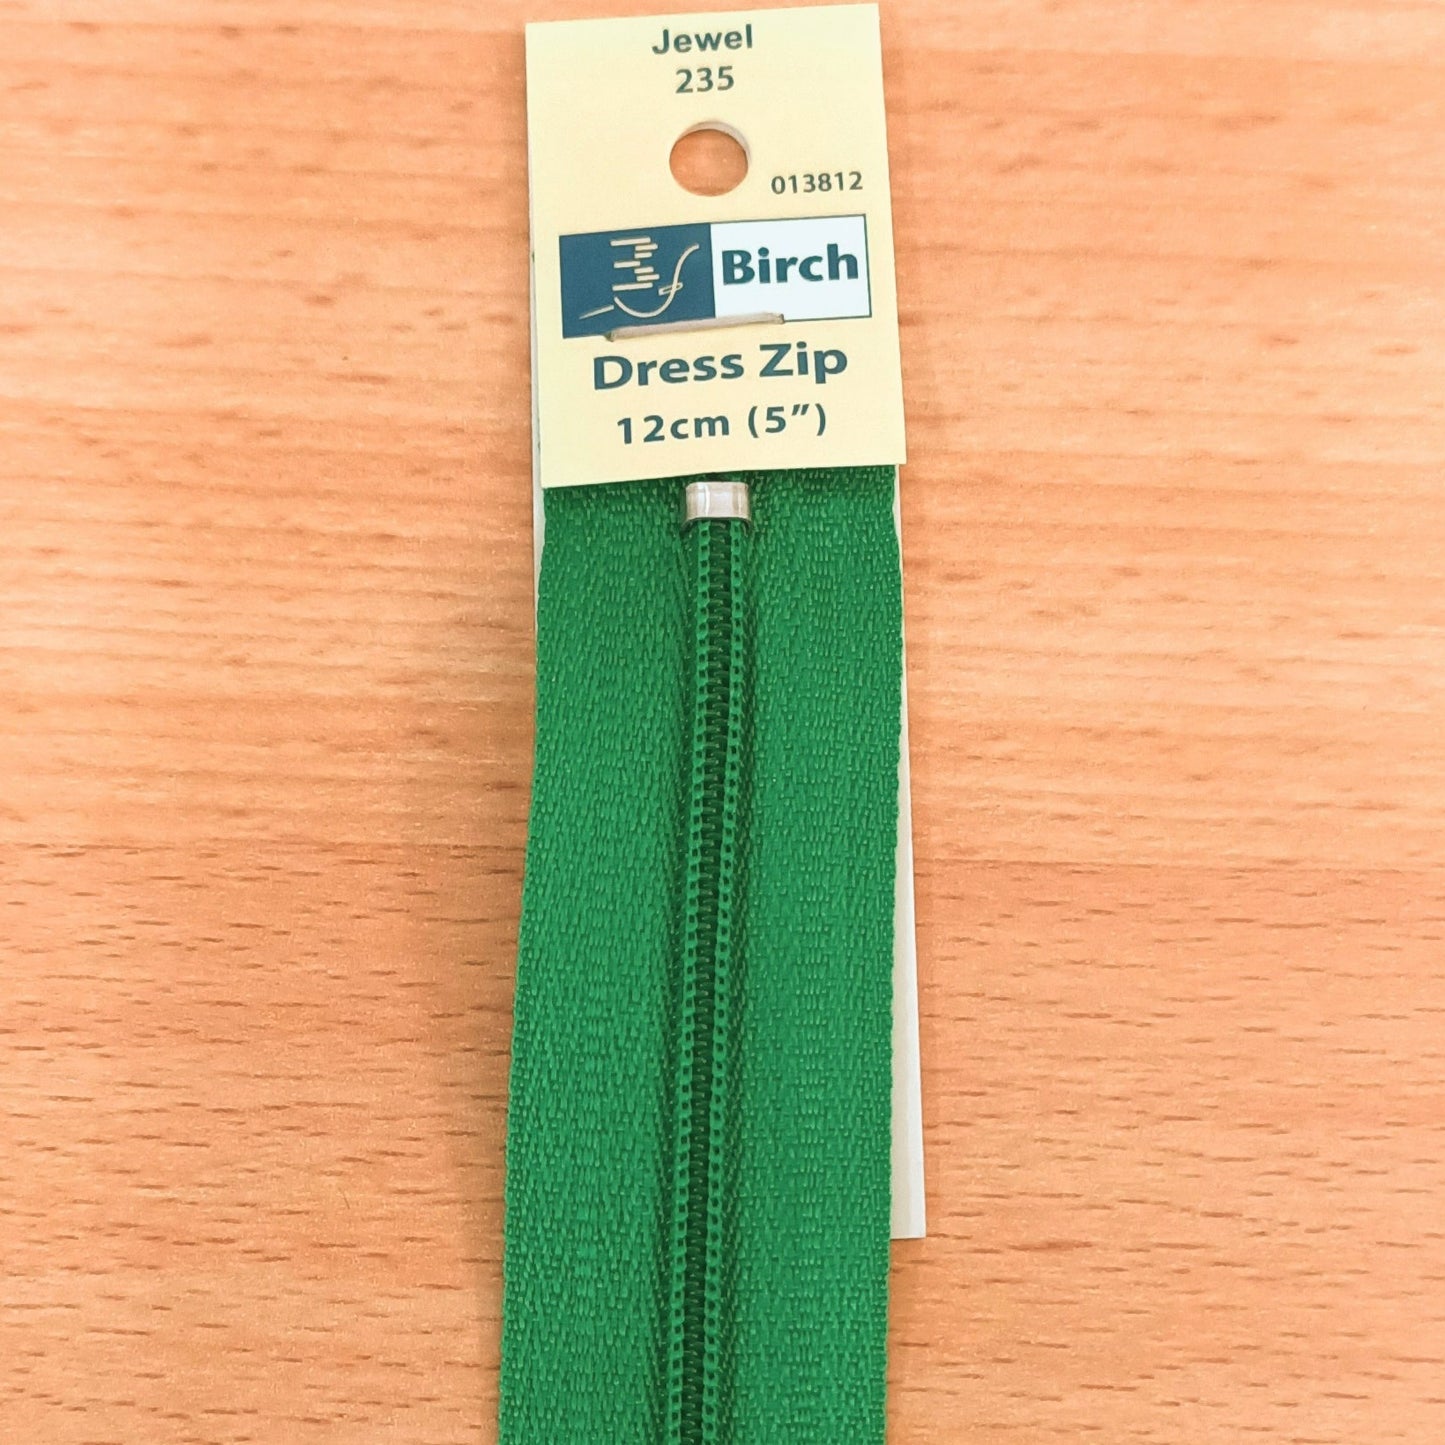 Jewel
235
013812
Birch
Dress Zip
12cm (5”)